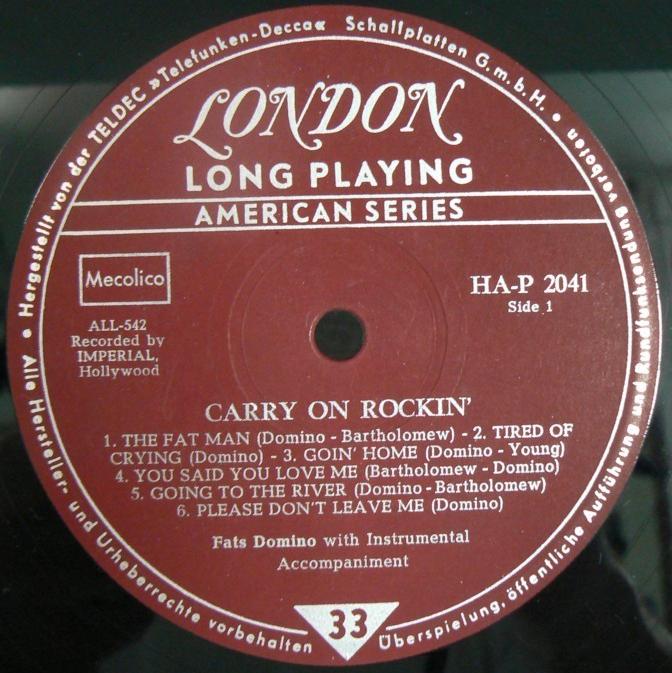 • Hergestellt von der TELDEC »Telefunken-Decca« Schallplatten G.m.b.H. •
LONDON
LONG PLAYING
AMERICAN SERIES
Mecolico
HA-P 2041
Side 1
ALL-542
Recorded by
IMPERIAL,
Hollywood
CARRY ON ROCKIN'
1. THE FAT MAN (Domino - Bartholomew) - 2. TIRED OF
CRYING (Domino) - 3. GOIN' HOME (Domino - Young)
4. YOU SAID YOU LOVE ME (Bartholomew - Domino)
5. GOING TO THE RIVER (Domino - Bartholomew)
6. PLEASE DON'T LEAVE ME (Domino)
Fats Domino with Instrumental
Accompaniment
33
Alle Hersteller- und Urheberrechte vorbehalten
Überspielung, öffentliche Aufführung und Rundfunksendung verboten